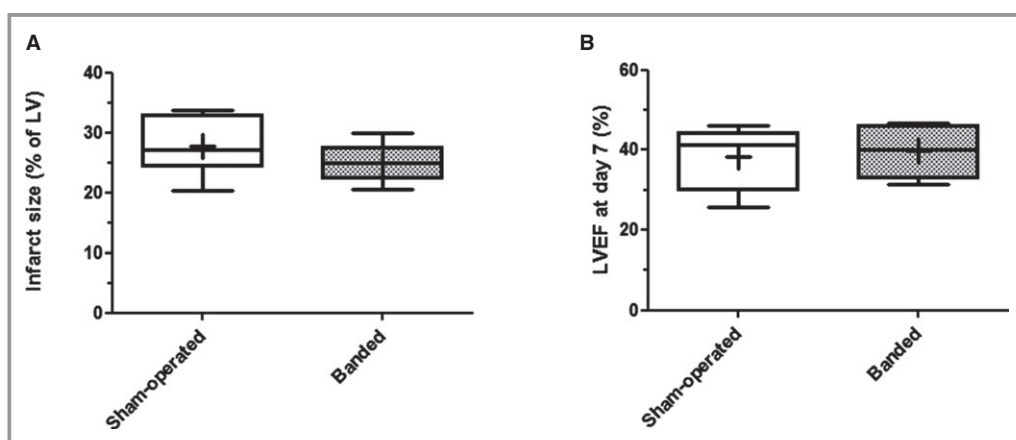 A
Infarct size (% of LV)
40
30
20
10
0
Sham-operated
Banded
B
LVEF at day 7 (%)
60
40
20
0
Sham-operated
Banded